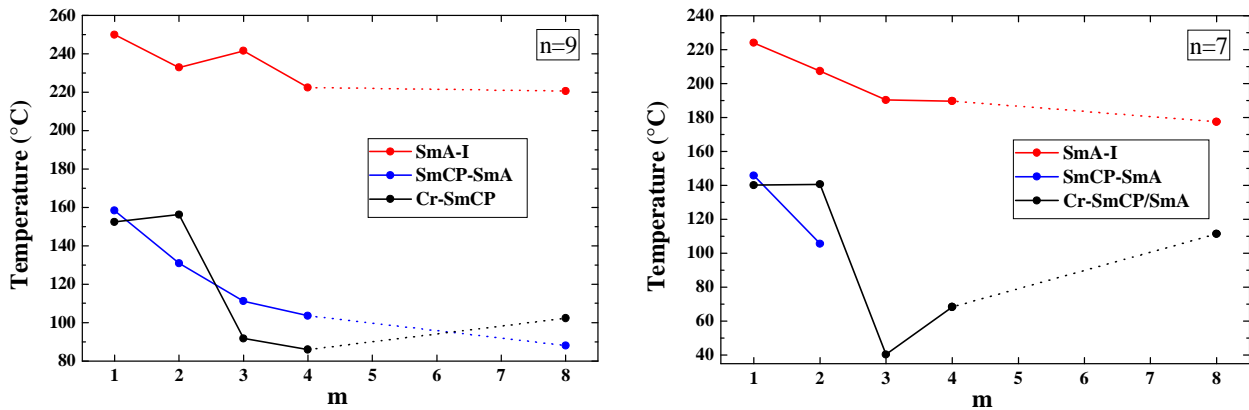 n=9
260
240
220
200
180
160
140
120
100
80
Temperature (°C)
SmA-I
SmCP-SmA
Cr-SmCP
1 2 3 4 5 6 7 8
m
n=7
240
220
200
180
160
140
120
100
80
60
40
Temperature (°C)
SmA-I
SmCP-SmA
Cr-SmCP/SmA
1 2 3 4 5 6 7 8
m